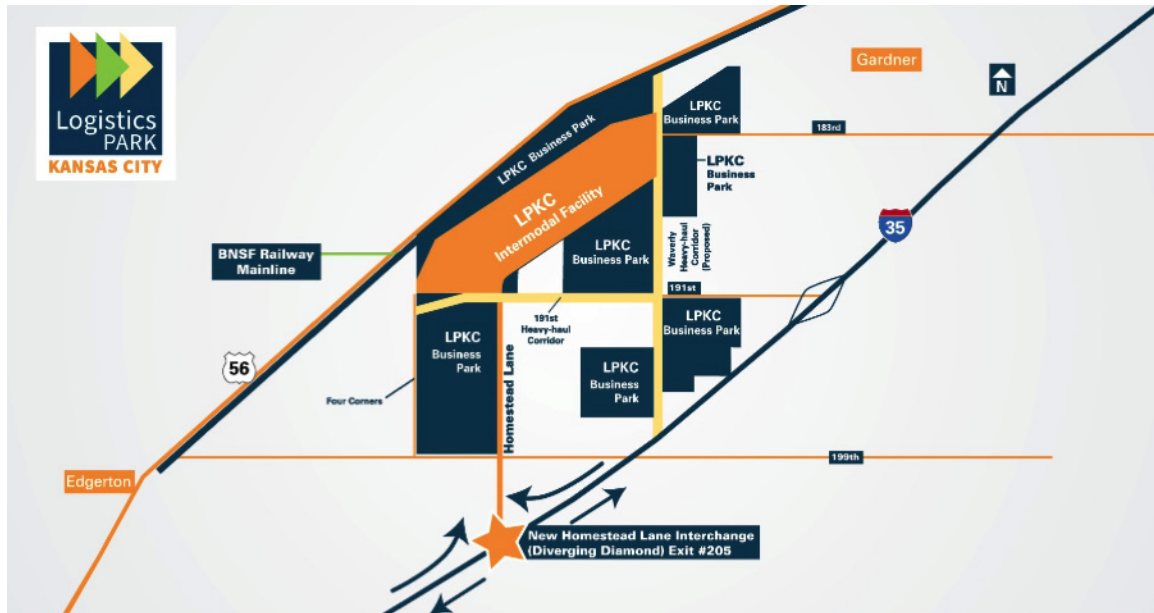 Logistics
PARK
KANSAS CITY
Gardner
N
LPKC
Business Park
183rd
LPKC Business Park
LPKC
Business
Park
LPKC
Intermodal Facility
35
BNSF Railway
Mainline
LPKC
Business Park
Waverly
Heavy-haul
Corridor
(Proposed)
191st
LPKC
Business Park
191st
Heavy-haul
Corridor
LPKC
Business
Park
Homestead Lane
LPKC
Business
Park
56
Four Corners
199th
Edgerton
New Homestead Lane Interchange
(Diverging Diamond) Exit #205